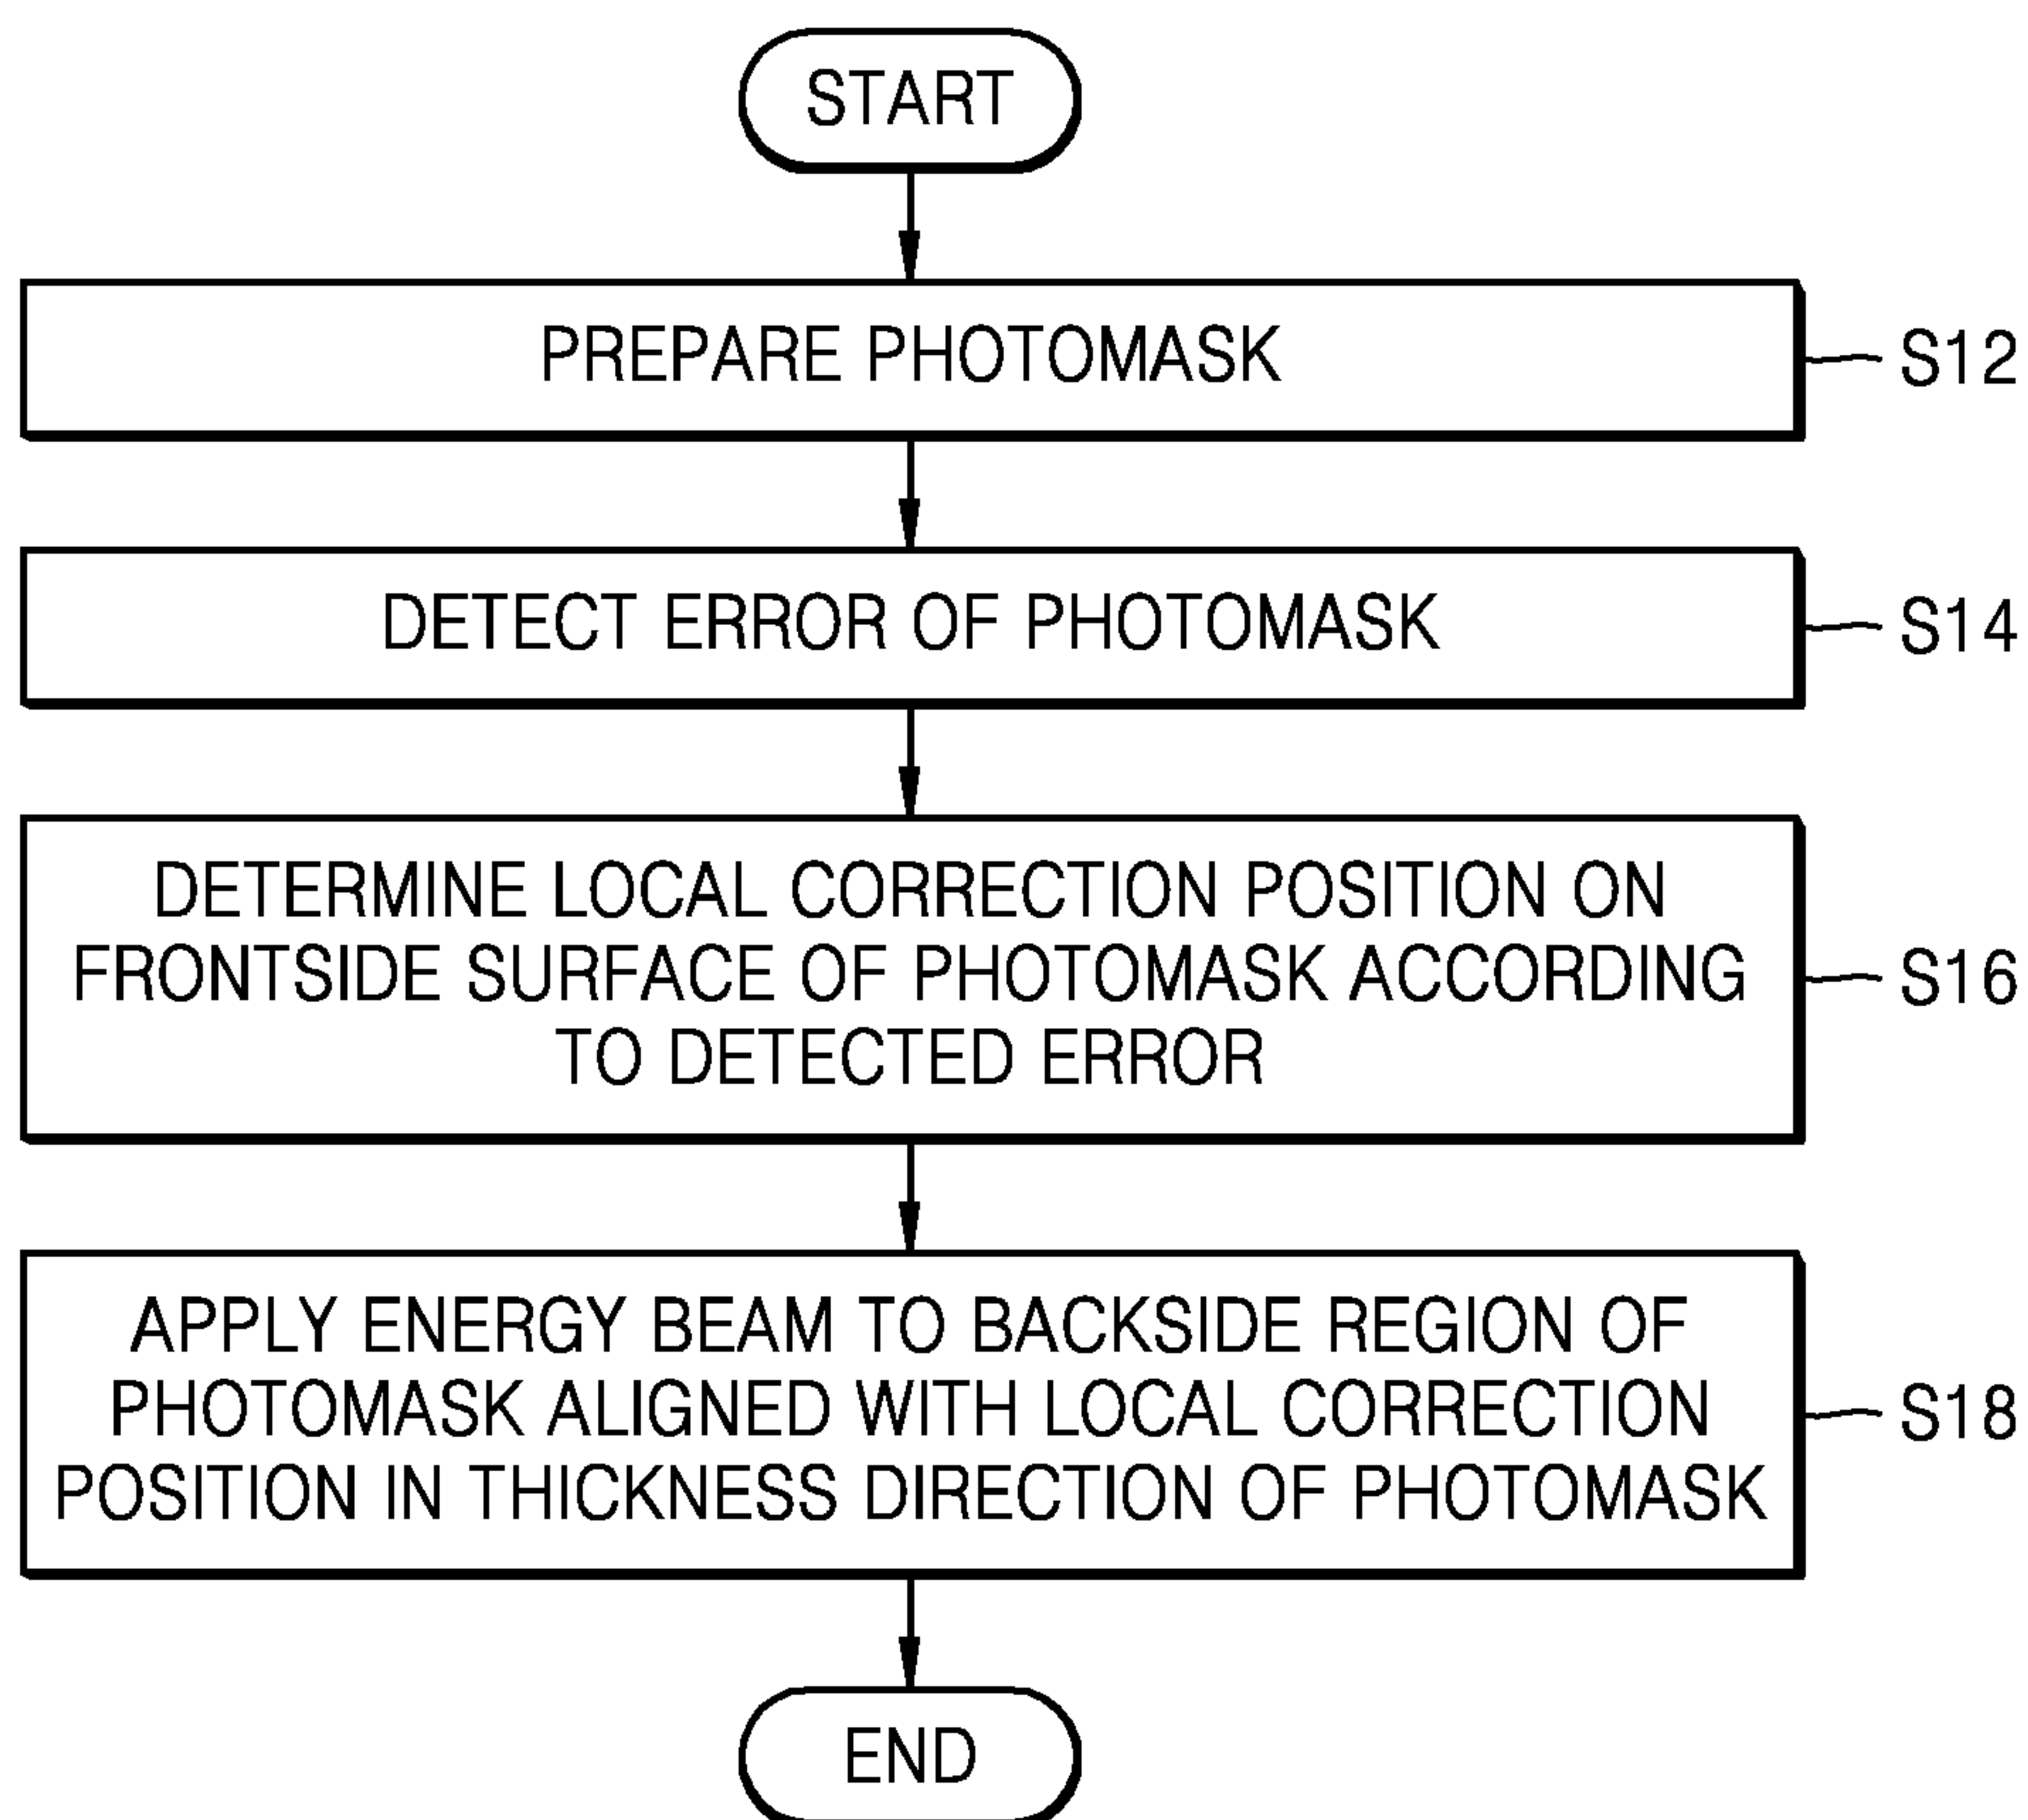 START
PREPARE PHOTOMASK
S12
DETECT ERROR OF PHOTOMASK
S14
DETERMINE LOCAL CORRECTION POSITION ON
FRONTSIDE SURFACE OF PHOTOMASK ACCORDING
TO DETECTED ERROR
S16
APPLY ENERGY BEAM TO BACKSIDE REGION OF
PHOTOMASK ALIGNED WITH LOCAL CORRECTION
POSITION IN THICKNESS DIRECTION OF PHOTOMASK
S18
END